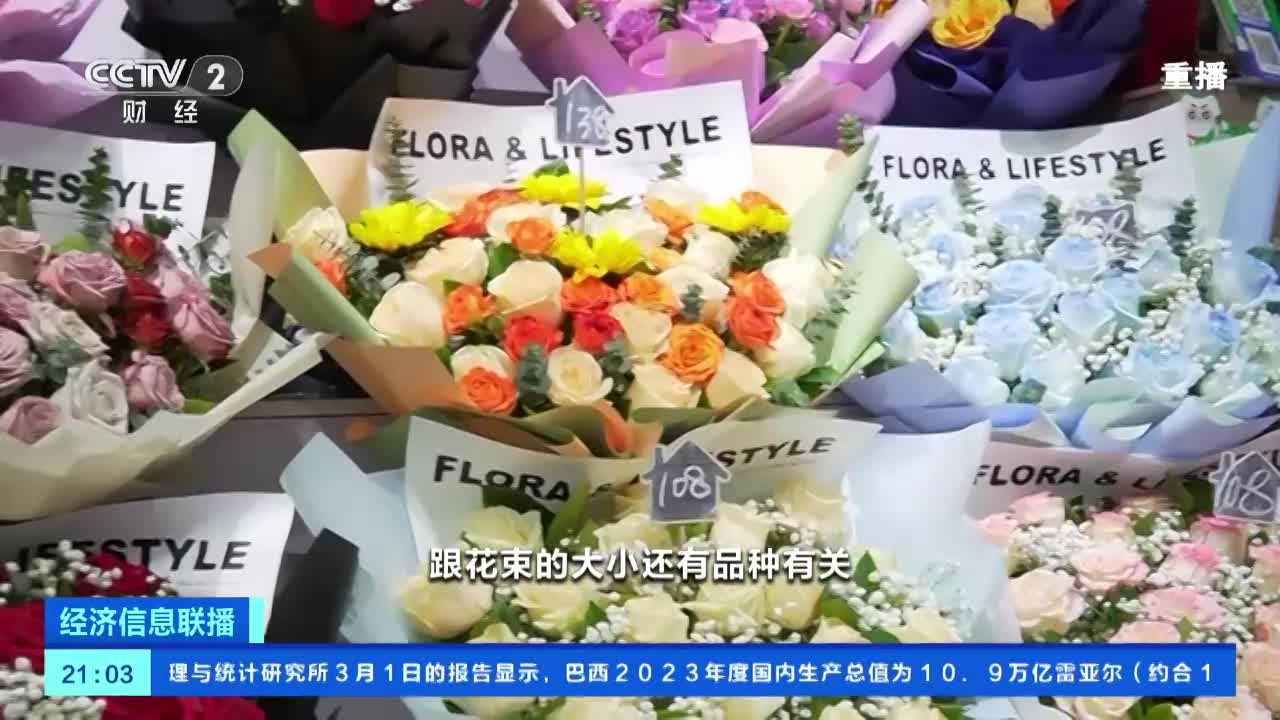 CCTV 2
财经
重播
138
FLORA & LIFESTYLE
FLORA & LIFESTYLE
LIFESTYLE
FLORA & LIFESTYLE
108
FLORA & LI
108
LIFESTYLE
跟花束的大小还有品种有关
经济信息联播
21:03
理与统计研究所3月1日的报告显示，巴西2023年度国内生产总值为10．9万亿雷亚尔（约合1